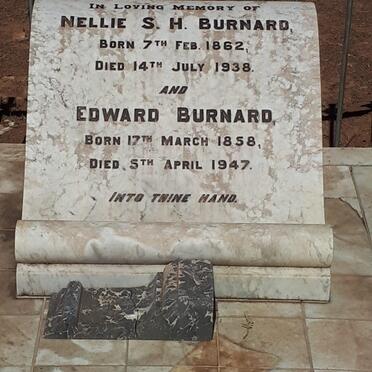 IN LOVING MEMORY OF
NELLIE S. H. BURNARD,
BORN 7TH FEB. 1862,
DIED 14TH JULY 1938.
AND
EDWARD BURNARD,
BORN 17TH MARCH 1858,
DIED 5TH APRIL 1947.
INTO THINE HAND.